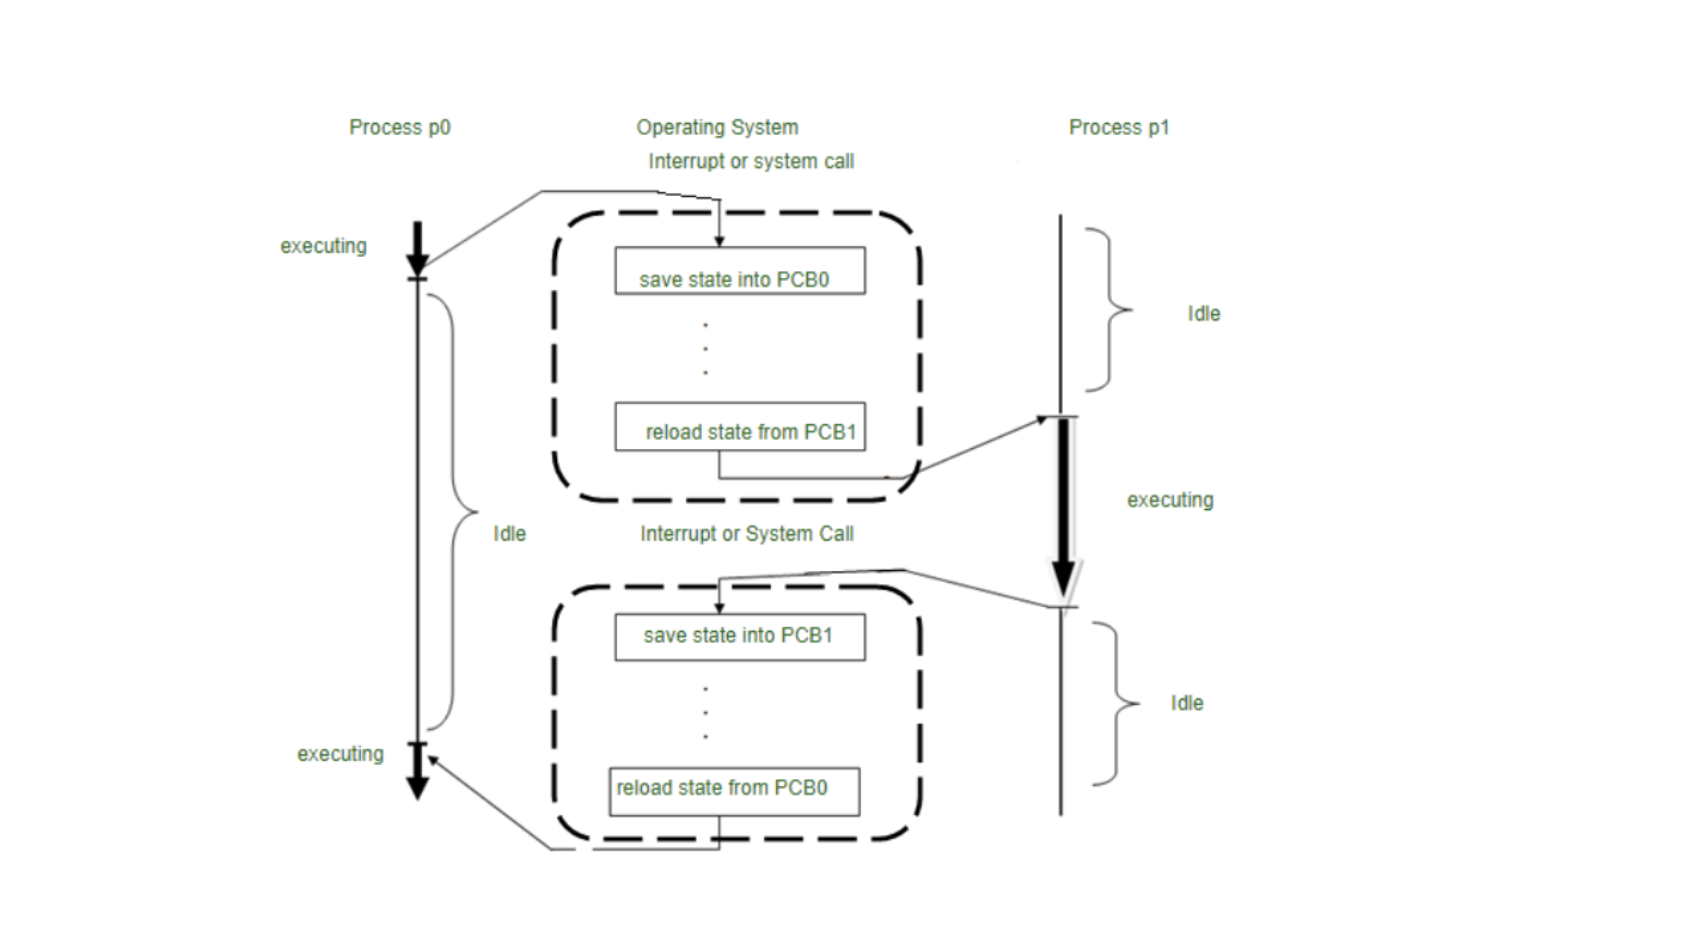 Process p0
Operating System
Process p1
Interrupt or system call
executing
save state into PCB0
Idle
reload state from PCB1
executing
Idle
Interrupt or System Call
save state into PCB1
Idle
executing
reload state from PCB0